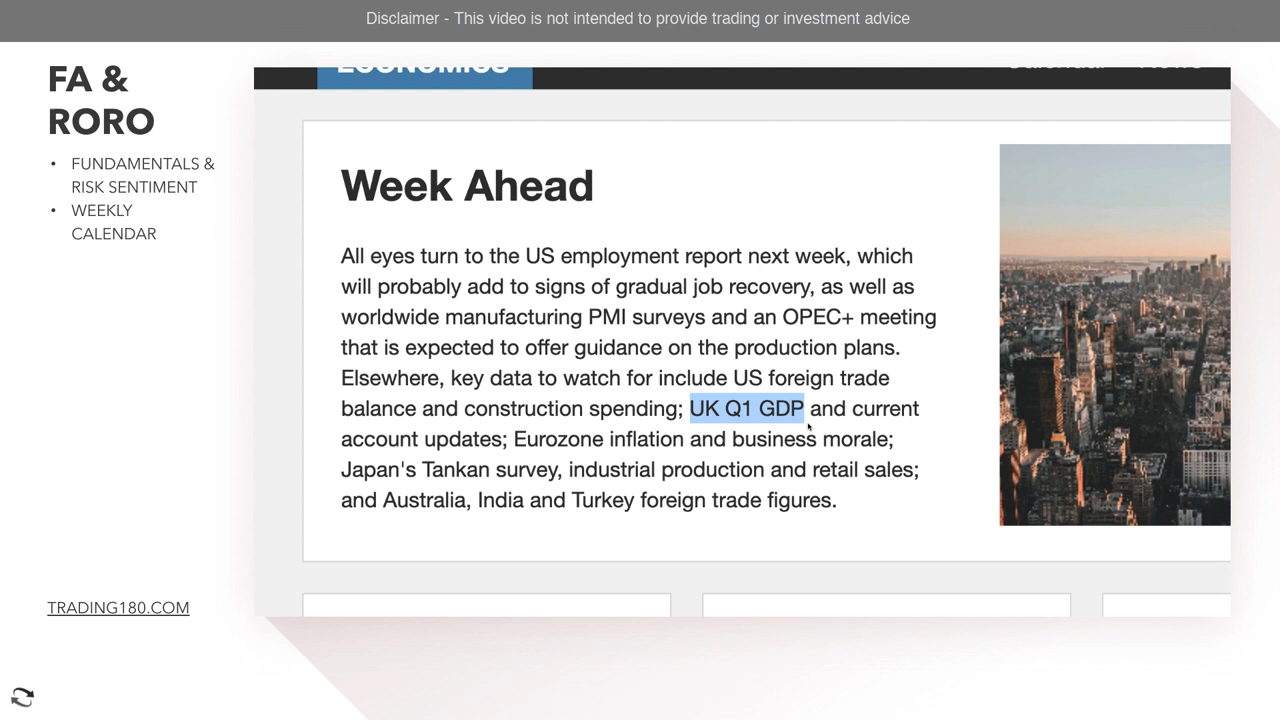 Disclaimer - This video is not intended to provide trading or investment advice
FA &
RORO
• FUNDAMENTALS &
RISK SENTIMENT
• WEEKLY
CALENDAR
TRADING180.COM
ECONOMICS
Calendar News
Week Ahead
All eyes turn to the US employment report next week, which
will probably add to signs of gradual job recovery, as well as
worldwide manufacturing PMI surveys and an OPEC+ meeting
that is expected to offer guidance on the production plans.
Elsewhere, key data to watch for include US foreign trade
balance and construction spending; UK Q1 GDP and current
account updates; Eurozone inflation and business morale;
Japan's Tankan survey, industrial production and retail sales;
and Australia, India and Turkey foreign trade figures.